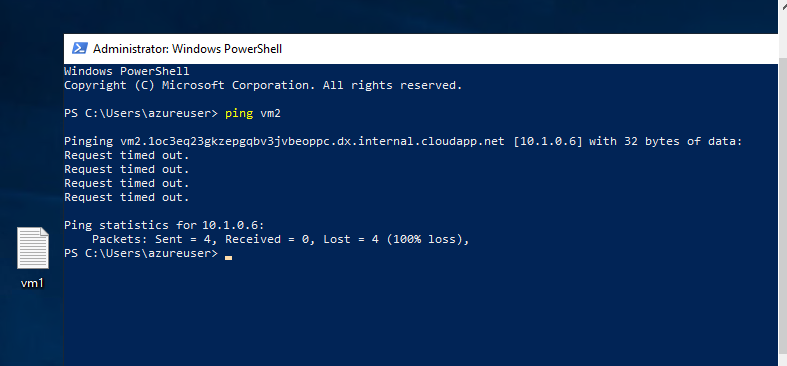 Administrator: Windows PowerShell
Windows PowerShell
Copyright (C) Microsoft Corporation. All rights reserved.
PS C:\Users\azureuser> ping vm2
Pinging vm2.1oc3eq23gkzepgqbv3jvbeoppc.dx.internal.cloudapp.net [10.1.0.6] with 32 bytes of data:
Request timed out.
Request timed out.
Request timed out.
Request timed out.
Ping statistics for 10.1.0.6:
    Packets: Sent = 4, Received = 0, Lost = 4 (100% loss),
PS C:\Users\azureuser>
vm1